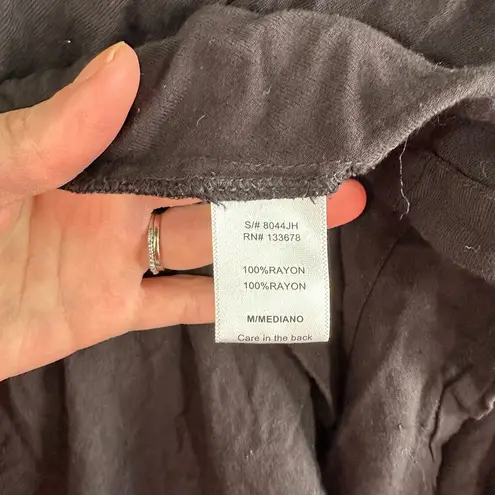 S/# 8044JH
RN# 133678
100%RAYON
100%RAYON
M/MEDIANO
Care in the back